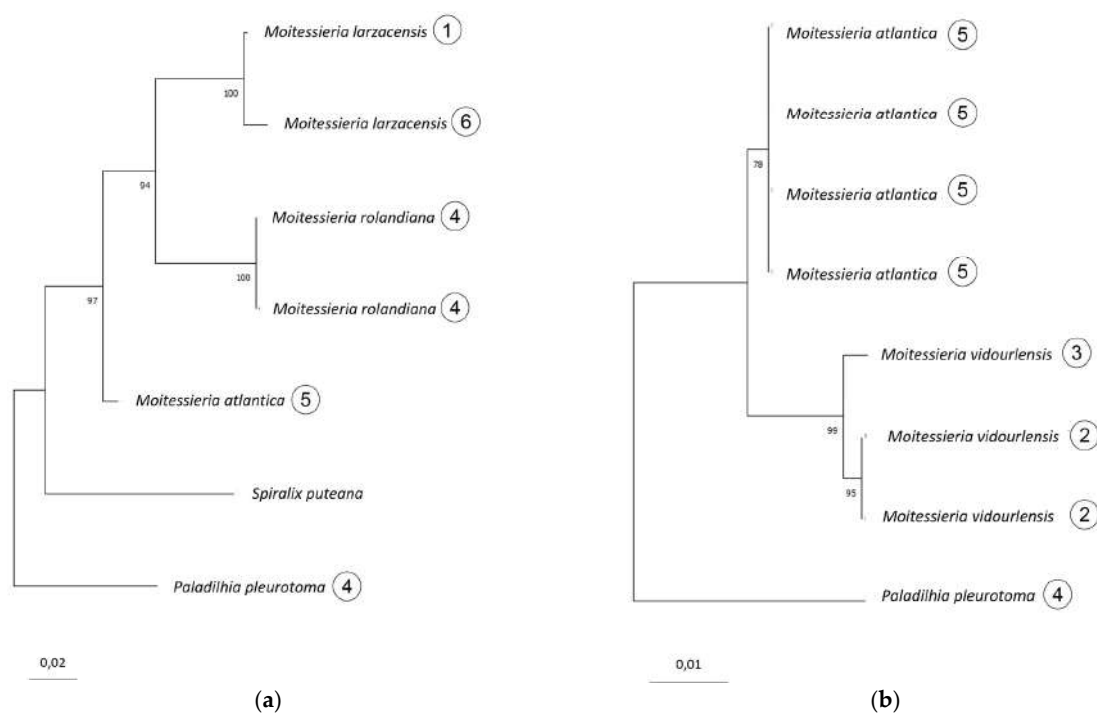 Moitessieria larzacensis 1
100
Moitessieria larzacensis 6
94
Moitessieria rolandiana 4
100
Moitessieria rolandiana 4
97
Moitessieria atlantica 5
Spiralix puteana
Paladilhia pleurotoma 4
0,02
(a)
Moitessieria atlantica 5
Moitessieria atlantica 5
78
Moitessieria atlantica 5
Moitessieria atlantica 5
Moitessieria vidourlensis 3
99
Moitessieria vidourlensis 2
95
Moitessieria vidourlensis 2
Paladilhia pleurotoma 4
0,01
(b)